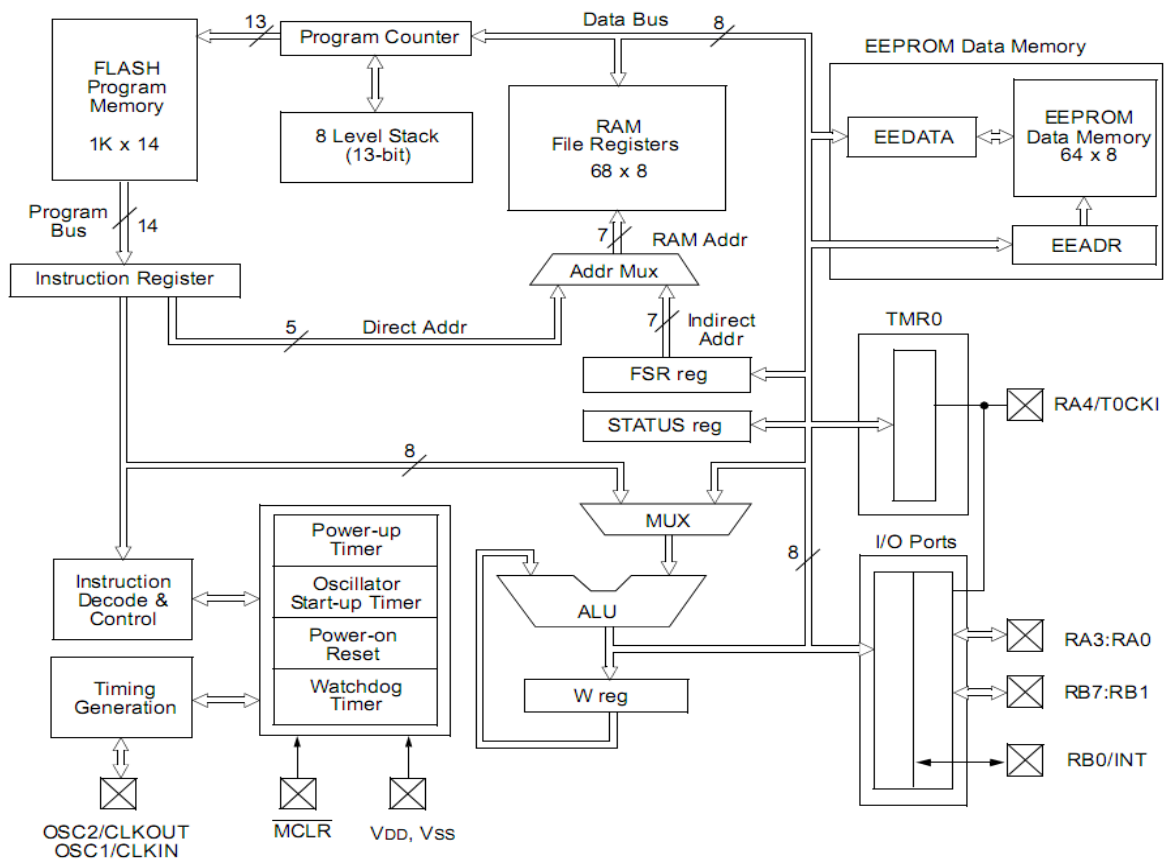 13
Program Counter
Data Bus
8
EEPROM Data Memory
FLASH
Program
Memory
1K x 14
8 Level Stack
(13-bit)
RAM
File Registers
68 x 8
EEDATA
EEPROM
Data Memory
64 x 8
Program
Bus
14
7
RAM Addr
EEADR
Instruction Register
Addr Mux
5
Direct Addr
7
Indirect
Addr
TMR0
FSR reg
RA4/T0CKI
STATUS reg
8
MUX
Power-up
Timer
8
I/O Ports
Instruction
Decode &
Control
Oscillator
Start-up Timer
ALU
Power-on
Reset
RA3:RA0
Timing
Generation
Watchdog
Timer
W reg
RB7:RB1
RB0/INT
OSC2/CLKOUT
OSC1/CLKIN
MCLR
VDD, VSS